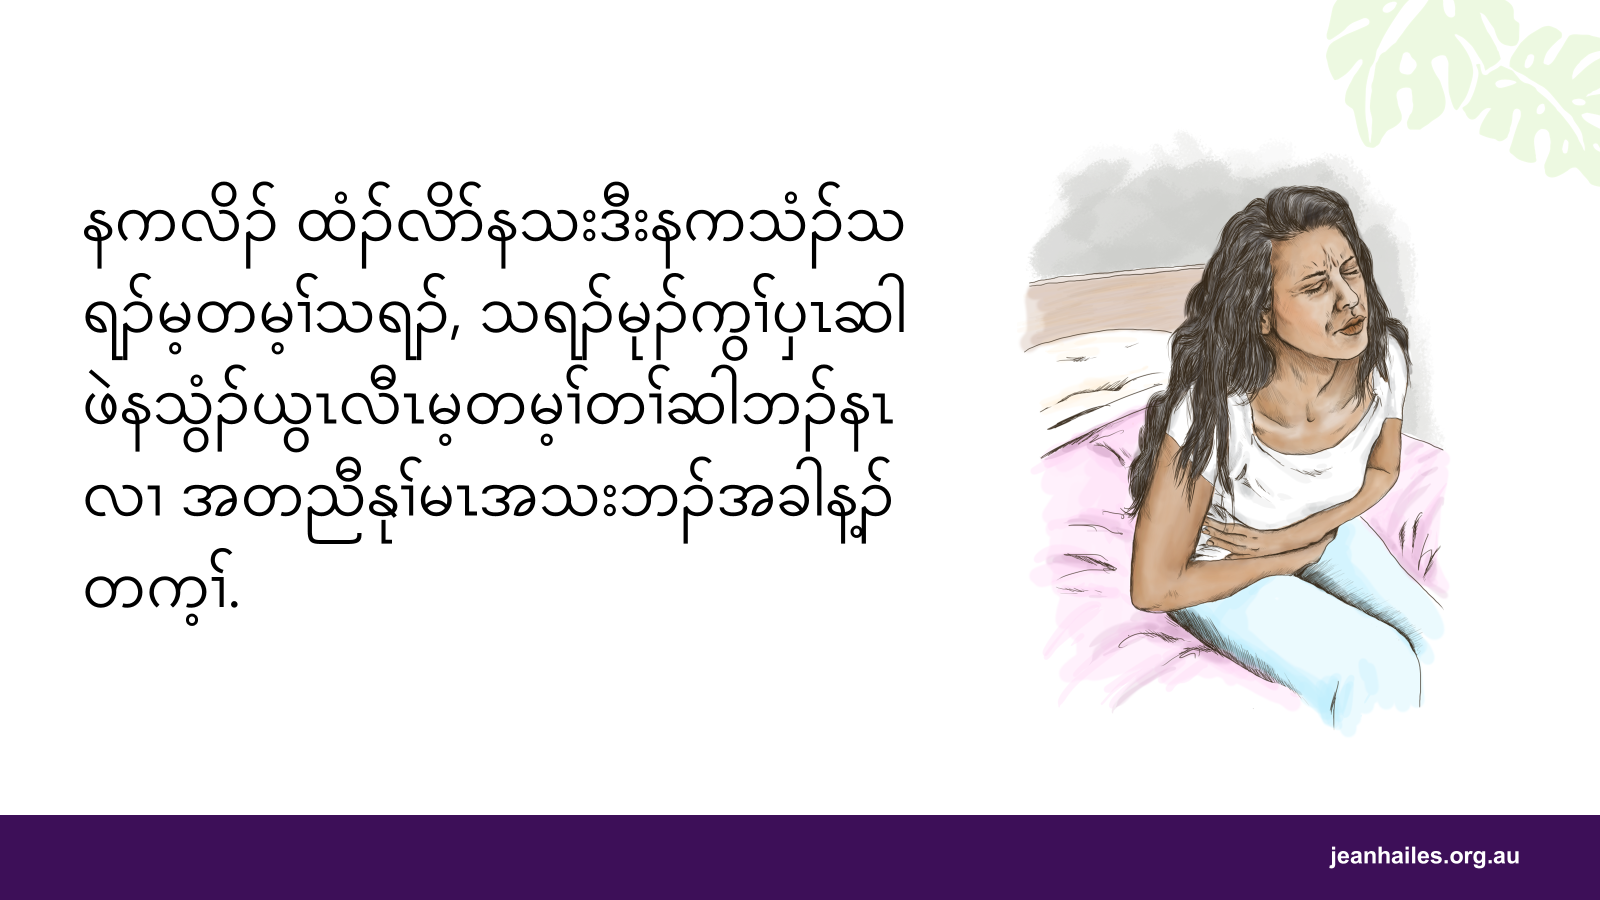 နကလိၣ် ထံၣ်လိာ်နသးဒီးနကသံၣ်သ
ရၣ်မ့တမ့ၢ်သရၣ်, သရၣ်မုၣ်ကွၢ်ပှၤဆါ
ဖဲနသွံၣ်ယွၤလီၤမ့တမ့ၢ်တၢ်ဆါဘၣ်နၤ
လၢ အတညီနုၢ်မၤအသးဘၣ်အခါန့ၣ်
တက့ၢ်.
jeanhailes.org.au